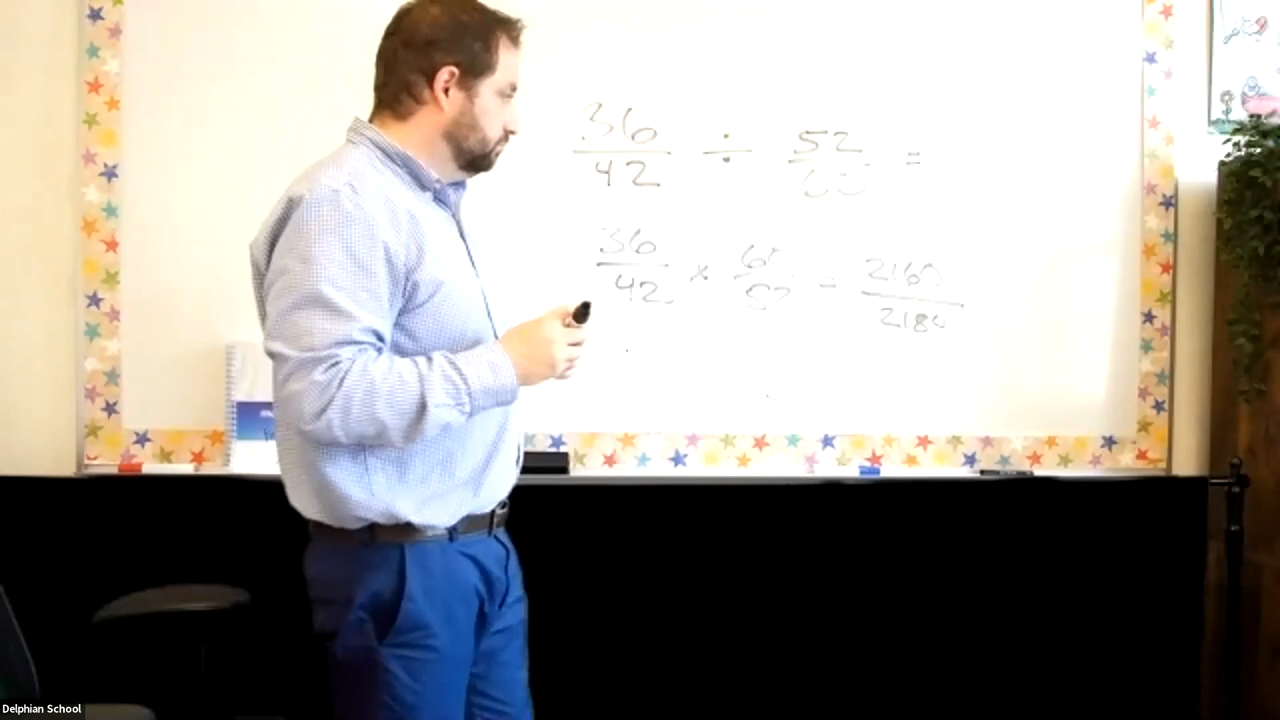 36/42 ÷ 52/60 =
36/42 × 60/52 = 2160/2184
Delphian School